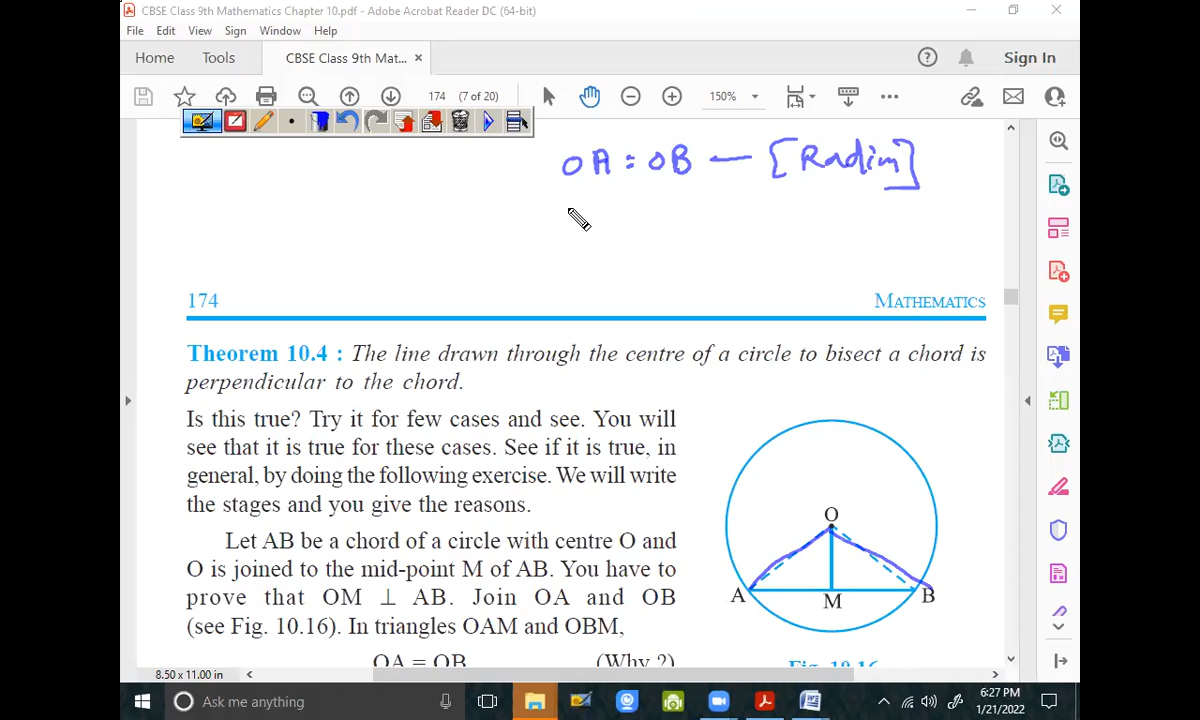 CBSE Class 9th Mathematics Chapter 10.pdf - Adobe Acrobat Reader DC (64-bit)
File Edit View Sign Window Help
Home Tools CBSE Class 9th Mat... × Sign In
174 (7 of 20) 150%
OA = OB — [Radius]
174 MATHEMATICS
Theorem 10.4 : The line drawn through the centre of a circle to bisect a chord is
perpendicular to the chord.
Is this true? Try it for few cases and see. You will
see that it is true for these cases. See if it is true, in
general, by doing the following exercise. We will write
the stages and you give the reasons.
Let AB be a chord of a circle with centre O and
O is joined to the mid-point M of AB. You have to
prove that OM ⊥ AB. Join OA and OB
(see Fig. 10.16). In triangles OAM and OBM,
OA = OB (Why ?)
O
A M B
Fig. 10.16
8.50 x 11.00 in
Ask me anything
6:27 PM
1/21/2022